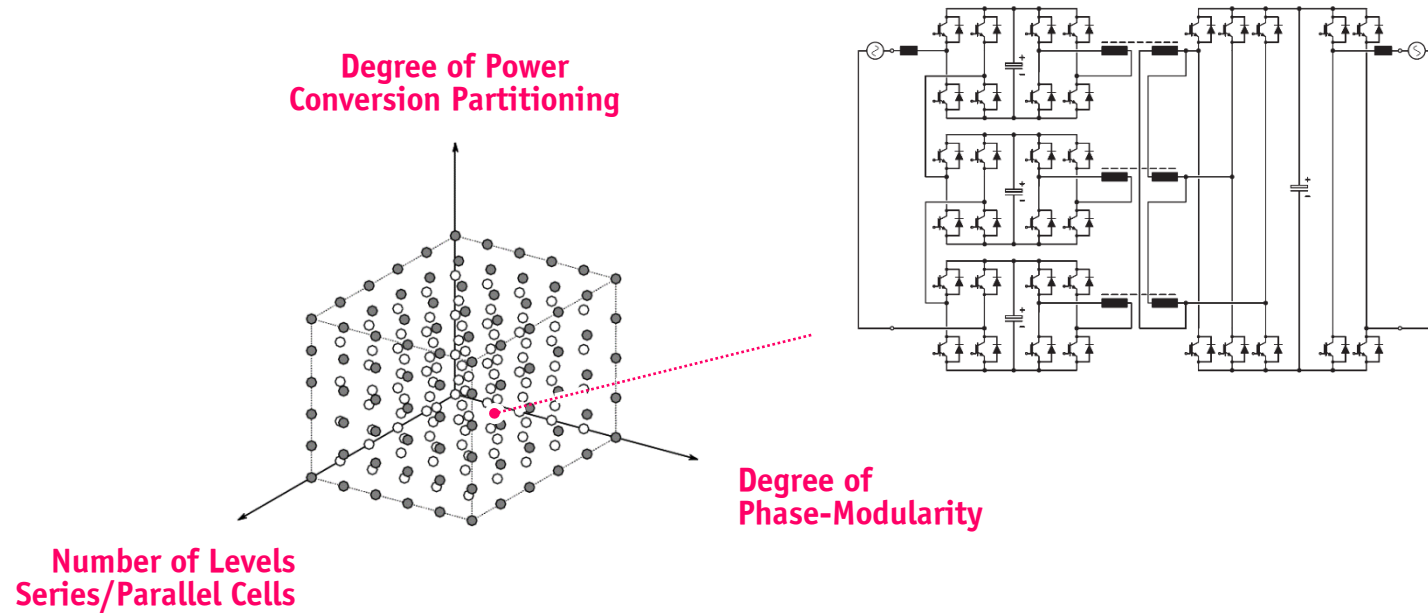 Degree of Power
Conversion Partitioning
+
-
+
-
+
-
+
-
Degree of
Phase-Modularity
Number of Levels
Series/Parallel Cells